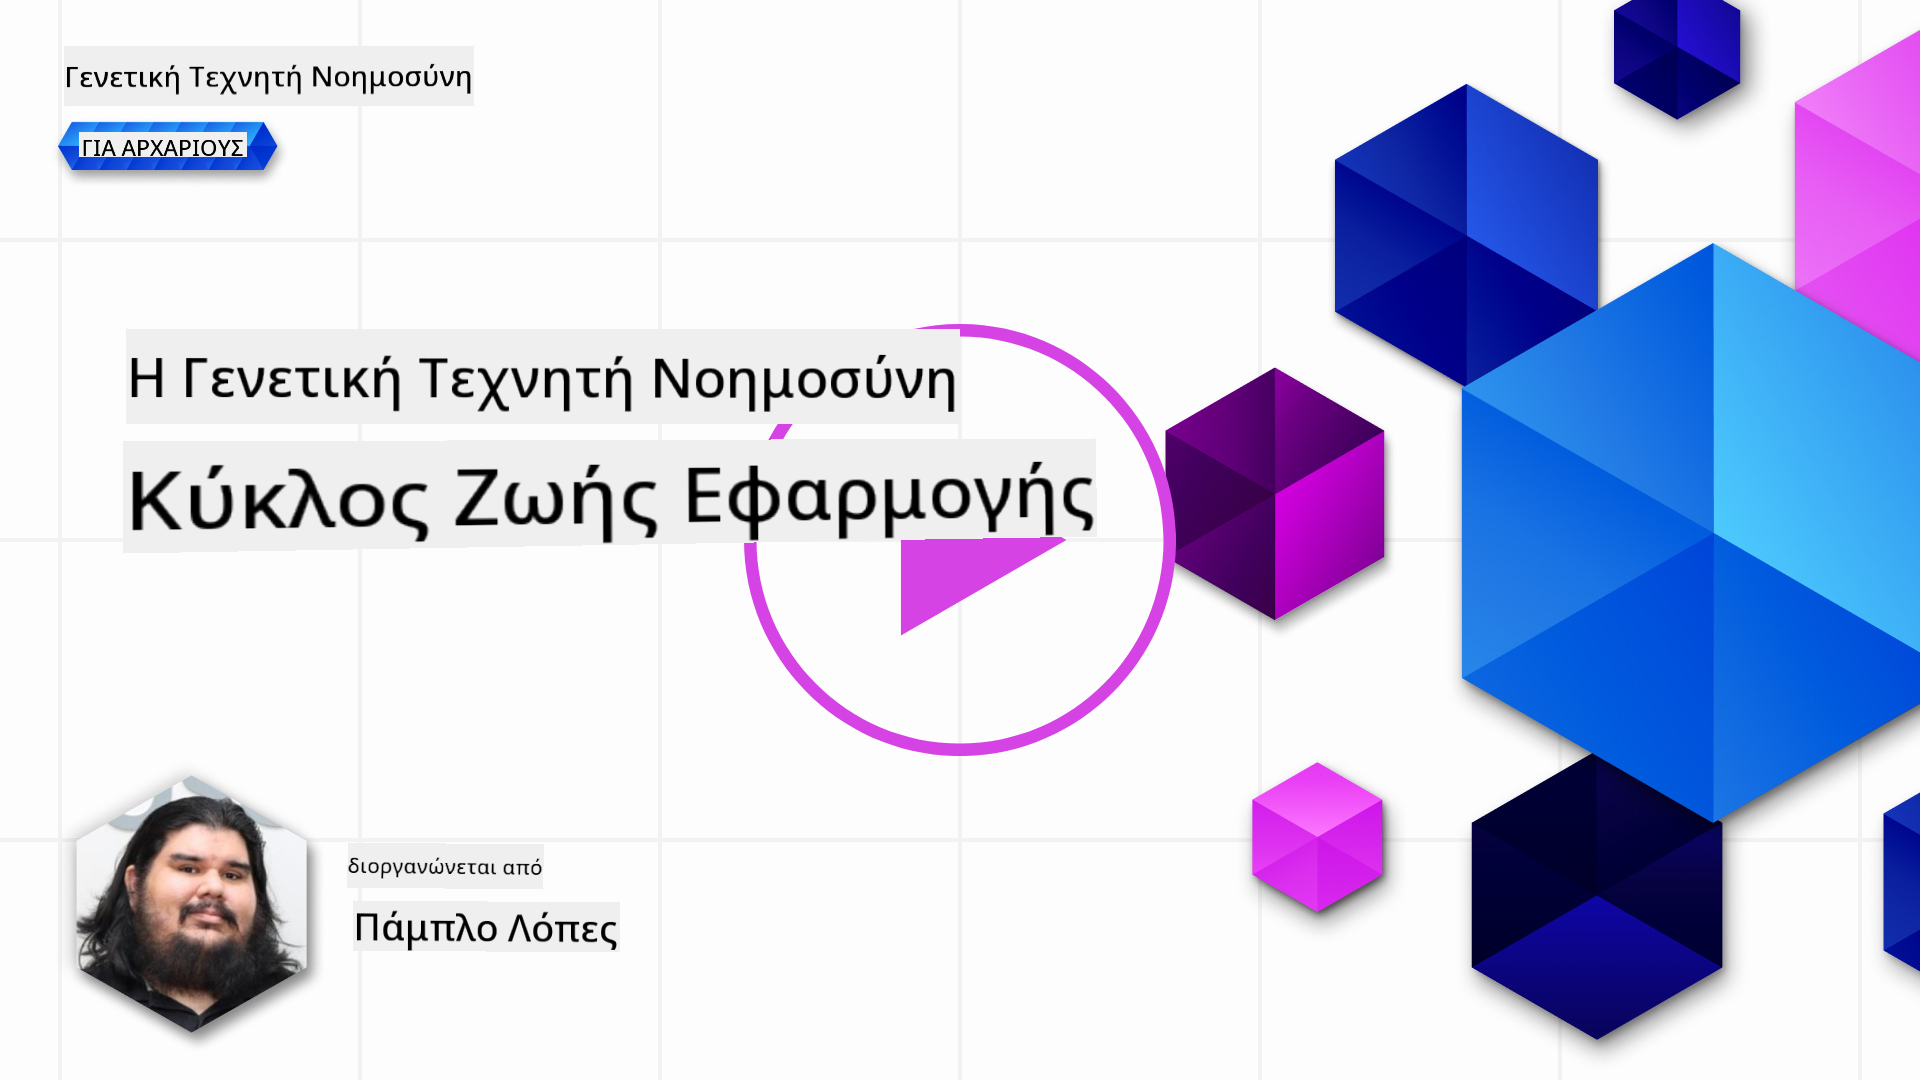 Γενετική Τεχνητή Νοημοσύνη
ΓΙΑ ΑΡΧΑΡΙΟΥΣ
Η Γενετική Τεχνητή Νοημοσύνη
Κύκλος Ζωής Εφαρμογής
διοργανώνεται από
Πάμπλο Λόπες